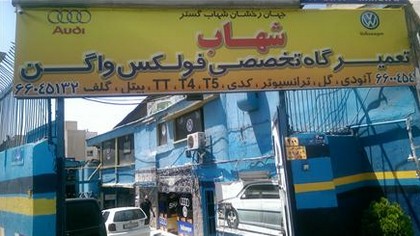 جهان رخشان شهاب گستر
Audi
شهاب
Volkswagen
تعمیرگاه تخصصی فولکس واگن
۶۶۰۴۵۱۳۲
آئودی ، گل ، ترانسپورتر ، کدی ، TT ، T4 ، T5 ، بیتل ، گلف